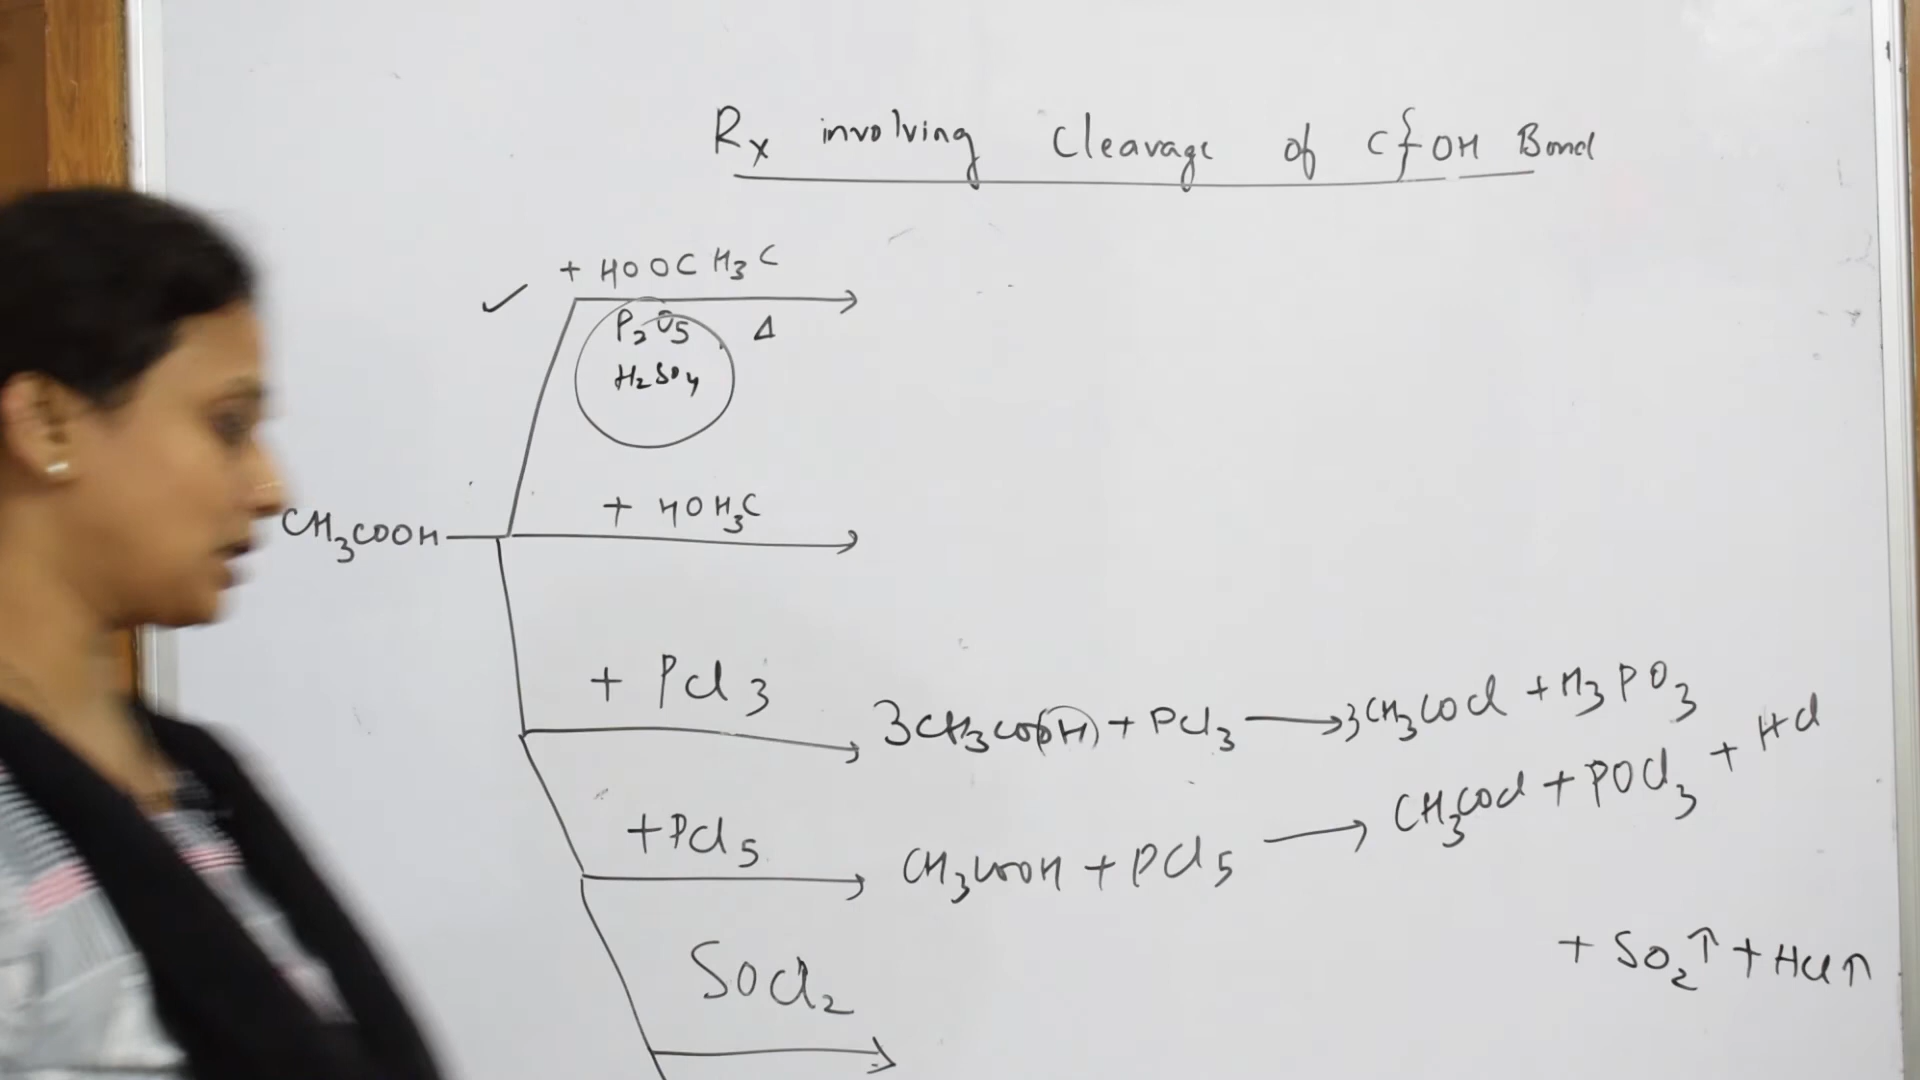 Rx involving Cleavage of C}OH Bond
+ HOOCH₃C
P₂O₅ Δ
H₂SO₄
CH₃COOH
+ HOH₃C
+ PCl₃
3CH₃COOH + PCl₃ → 3CH₃COCl + H₃PO₃
+PCl₅
CH₃COOH + PCl₅ → CH₃COCl + POCl₃ + HCl
SOCl₂
+ SO₂↑ + HCl↑